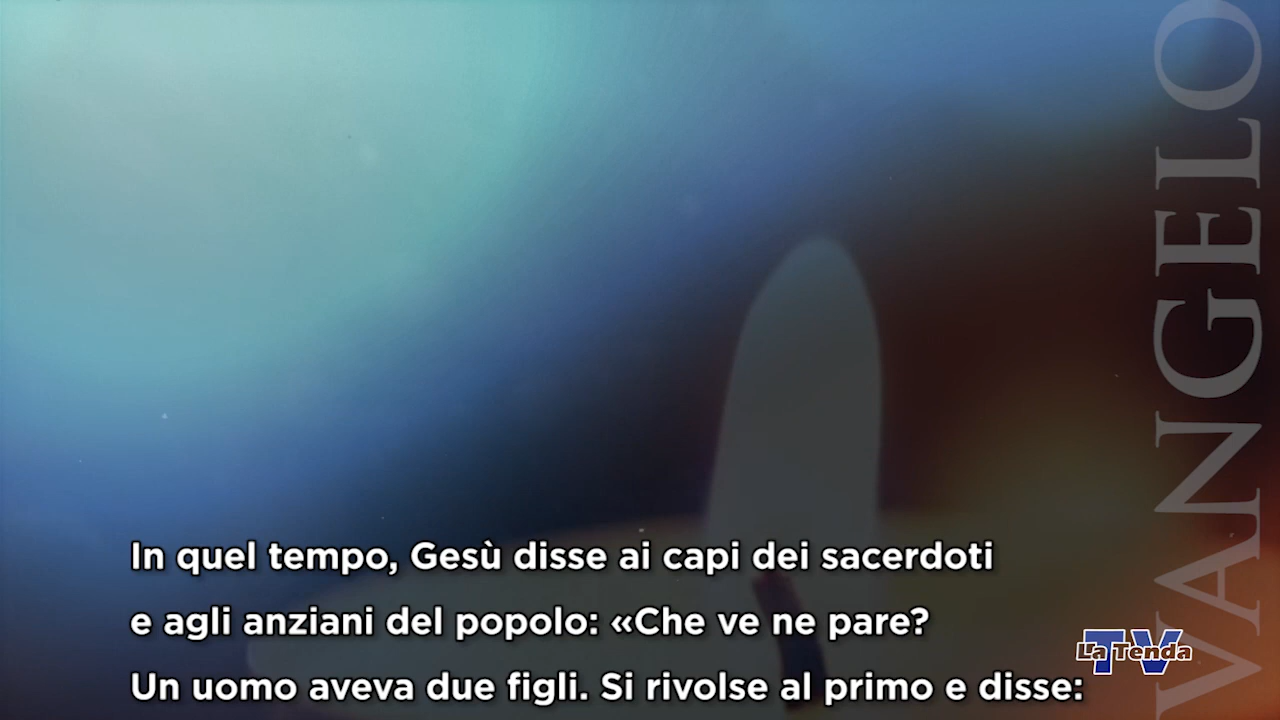 In quel tempo, Gesù disse ai capi dei sacerdoti
e agli anziani del popolo: «Che ve ne pare?
Un uomo aveva due figli. Si rivolse al primo e disse:
VANGELO
La Tenda
TV